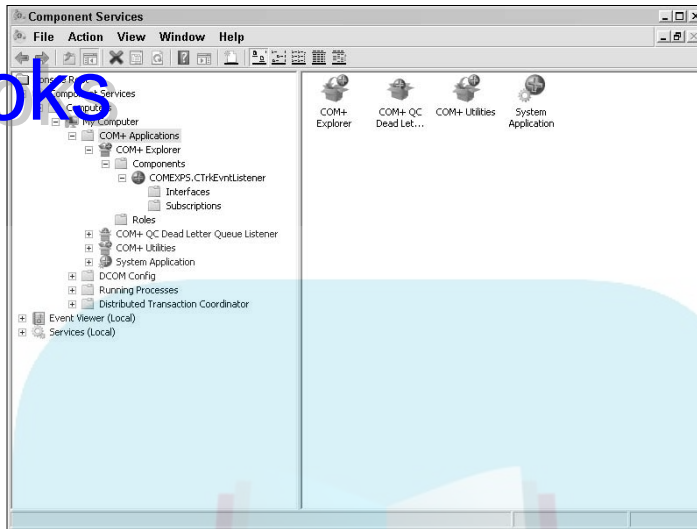 Component Services
File Action View Window Help
oks
Component Services
Computers
My Computer
COM+ Applications
COM+ Explorer
Components
COMEXPS.CTrkEvntListener
Interfaces
Subscriptions
Roles
COM+ QC Dead Letter Queue Listener
COM+ Utilities
System Application
DCOM Config
Running Processes
Distributed Transaction Coordinator
Event Viewer (Local)
Services (Local)
COM+ Explorer
COM+ QC Dead Let...
COM+ Utilities
System Application